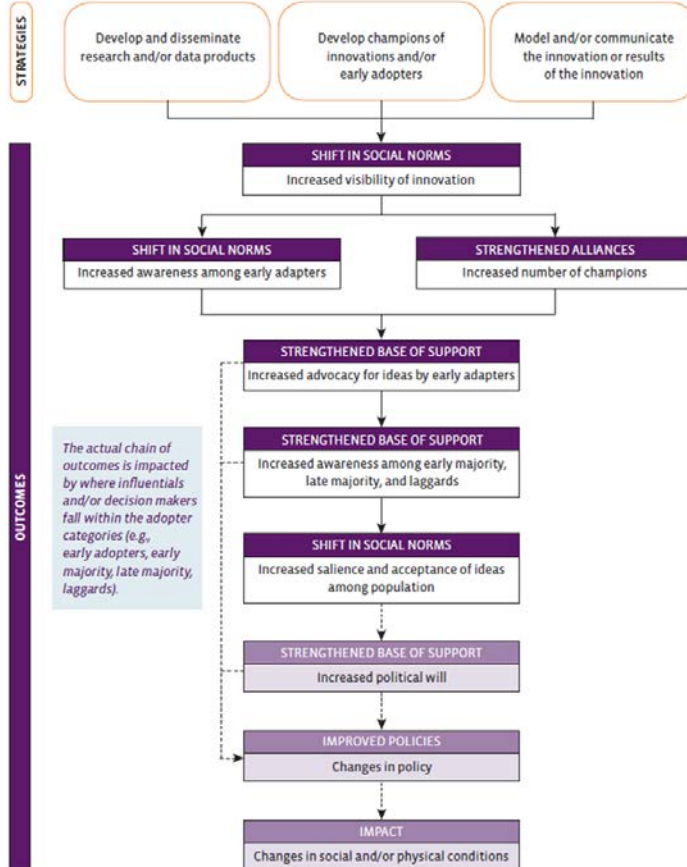 STRATEGIES
Develop and disseminate
research and/or data products
Develop champions of
innovations and/or
early adopters
Model and/or communicate
the innovation or results
of the innovation
OUTCOMES
SHIFT IN SOCIAL NORMS
Increased visibility of innovation
SHIFT IN SOCIAL NORMS
Increased awareness among early adapters
STRENGTHENED ALLIANCES
Increased number of champions
STRENGTHENED BASE OF SUPPORT
Increased advocacy for ideas by early adapters
The actual chain of
outcomes is impacted
by where influentials
and/or decision makers
fall within the adopter
categories (e.g.,
early adopters, early
majority, late majority,
laggards).
STRENGTHENED BASE OF SUPPORT
Increased awareness among early majority,
late majority, and laggards
SHIFT IN SOCIAL NORMS
Increased salience and acceptance of ideas
among population
STRENGTHENED BASE OF SUPPORT
Increased political will
IMPROVED POLICIES
Changes in policy
IMPACT
Changes in social and/or physical conditions